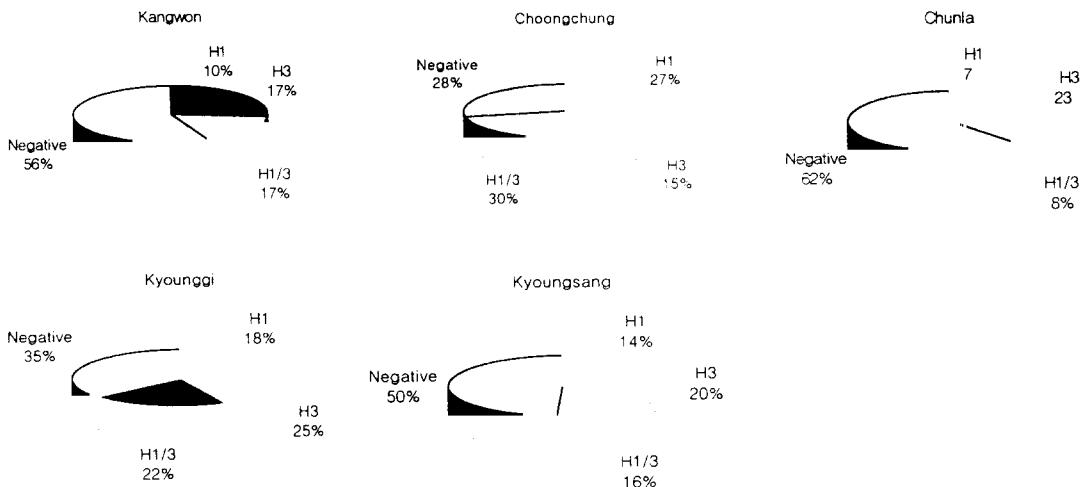 Kangwon
H1
10%
H3
17%
Negative
56%
H1/3
17%
Choongchung
Negative
28%
H1
27%
H3
15%
H1/3
30%
Chunla
H1
7
H3
23
Negative
62%
H1/3
8%
Kyounggi
H1
18%
Negative
35%
H3
25%
H1/3
22%
Kyoungsang
H1
14%
Negative
50%
H3
20%
H1/3
16%